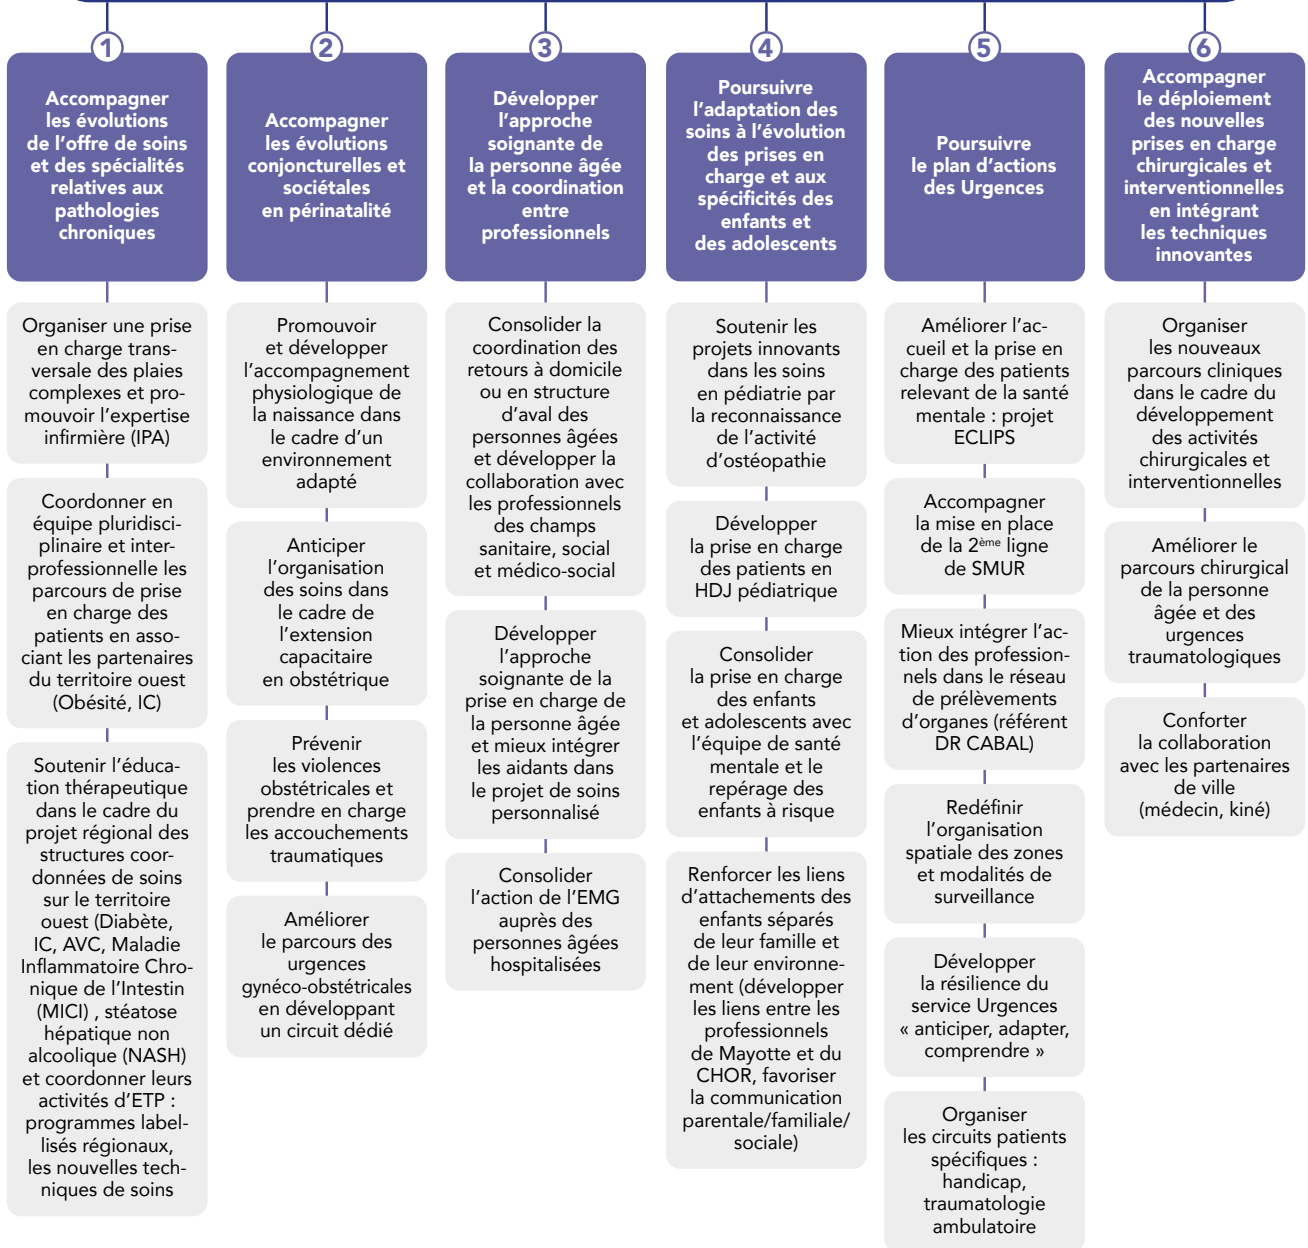 1
Accompagner
les évolutions
de l'offre de soins
et des spécialités
relatives aux
pathologies
chroniques
Organiser une prise
en charge trans-
versale des plaies
complexes et pro-
mouvoir l'expertise
infirmière (IPA)
Coordonner en
équipe pluridisci-
plinaire et inter-
professionnelle les
parcours de prise
en charge des
patients en asso-
ciant les partenaires
du territoire ouest
(Obésité, IC)
Soutenir l'éduca-
tion thérapeutique
dans le cadre du
projet régional des
structures coor-
données de soins
sur le territoire
ouest (Diabète,
IC, AVC, Maladie
Inflammatoire Chro-
nique de l'Intestin
(MICI) , stéatose
hépatique non
alcoolique (NASH)
et coordonner leurs
activités d'ETP :
programmes label-
lisés régionaux,
les nouvelles tech-
niques de soins
2
Accompagner
les évolutions
conjoncturelles et
sociétales
en périnatalité
Promouvoir
et développer
l'accompagnement
physiologique de
la naissance dans
le cadre d'un
environnement
adapté
Anticiper
l'organisation
des soins dans
le cadre de
l'extension
capacitaire
en obstétrique
Prévenir
les violences
obstétricales et
prendre en charge
les accouchements
traumatiques
Améliorer
le parcours des
urgences
gynéco-obstétricales
en développant
un circuit dédié
3
Développer
l'approche
soignante de
la personne âgée
et la coordination
entre
professionnels
Consolider la
coordination des
retours à domicile
ou en structure
d'aval des
personnes âgées
et développer la
collaboration avec
les professionnels
des champs
sanitaire, social
et médico-social
Développer
l'approche
soignante de la
prise en charge de
la personne âgée
et mieux intégrer
les aidants dans
le projet de soins
personnalisé
Consolider
l'action de l'EMG
auprès des
personnes âgées
hospitalisées
4
Poursuivre
l'adaptation des
soins à l'évolution
des prises en
charge et aux
spécificités des
enfants et
des adolescents
Soutenir les
projets innovants
dans les soins
en pédiatrie par
la reconnaissance
de l'activité
d'ostéopathie
Développer
la prise en charge
des patients en
HDJ pédiatrique
Consolider
la prise en charge
des enfants
et adolescents avec
l'équipe de santé
mentale et le
repérage des
enfants à risque
Renforcer les liens
d'attachements des
enfants séparés
de leur famille et
de leur environne-
ment (développer
les liens entre les
professionnels
de Mayotte et du
CHOR, favoriser
la communication
parentale/familiale/
sociale)
5
Poursuivre
le plan d'actions
des Urgences
Améliorer l'ac-
cueil et la prise en
charge des patients
relevant de la santé
mentale : projet
ECLIPS
Accompagner
la mise en place
de la 2ème ligne
de SMUR
Mieux intégrer l'ac-
tion des profession-
nels dans le réseau
de prélèvements
d'organes (référent
DR CABAL)
Redéfinir
l'organisation
spatiale des zones
et modalités de
surveillance
Développer
la résilience du
service Urgences
« anticiper, adapter,
comprendre »
Organiser
les circuits patients
spécifiques :
handicap,
traumatologie
ambulatoire
6
Accompagner
le déploiement
des nouvelles
prises en charge
chirurgicales et
interventionnelles
en intégrant
les techniques
innovantes
Organiser
les nouveaux
parcours cliniques
dans le cadre du
développement
des activités
chirurgicales et
interventionnelles
Améliorer le
parcours chirurgical
de la personne
âgée et des
urgences
traumatologiques
Conforter
la collaboration
avec les partenaires
de ville
(médecin, kiné)